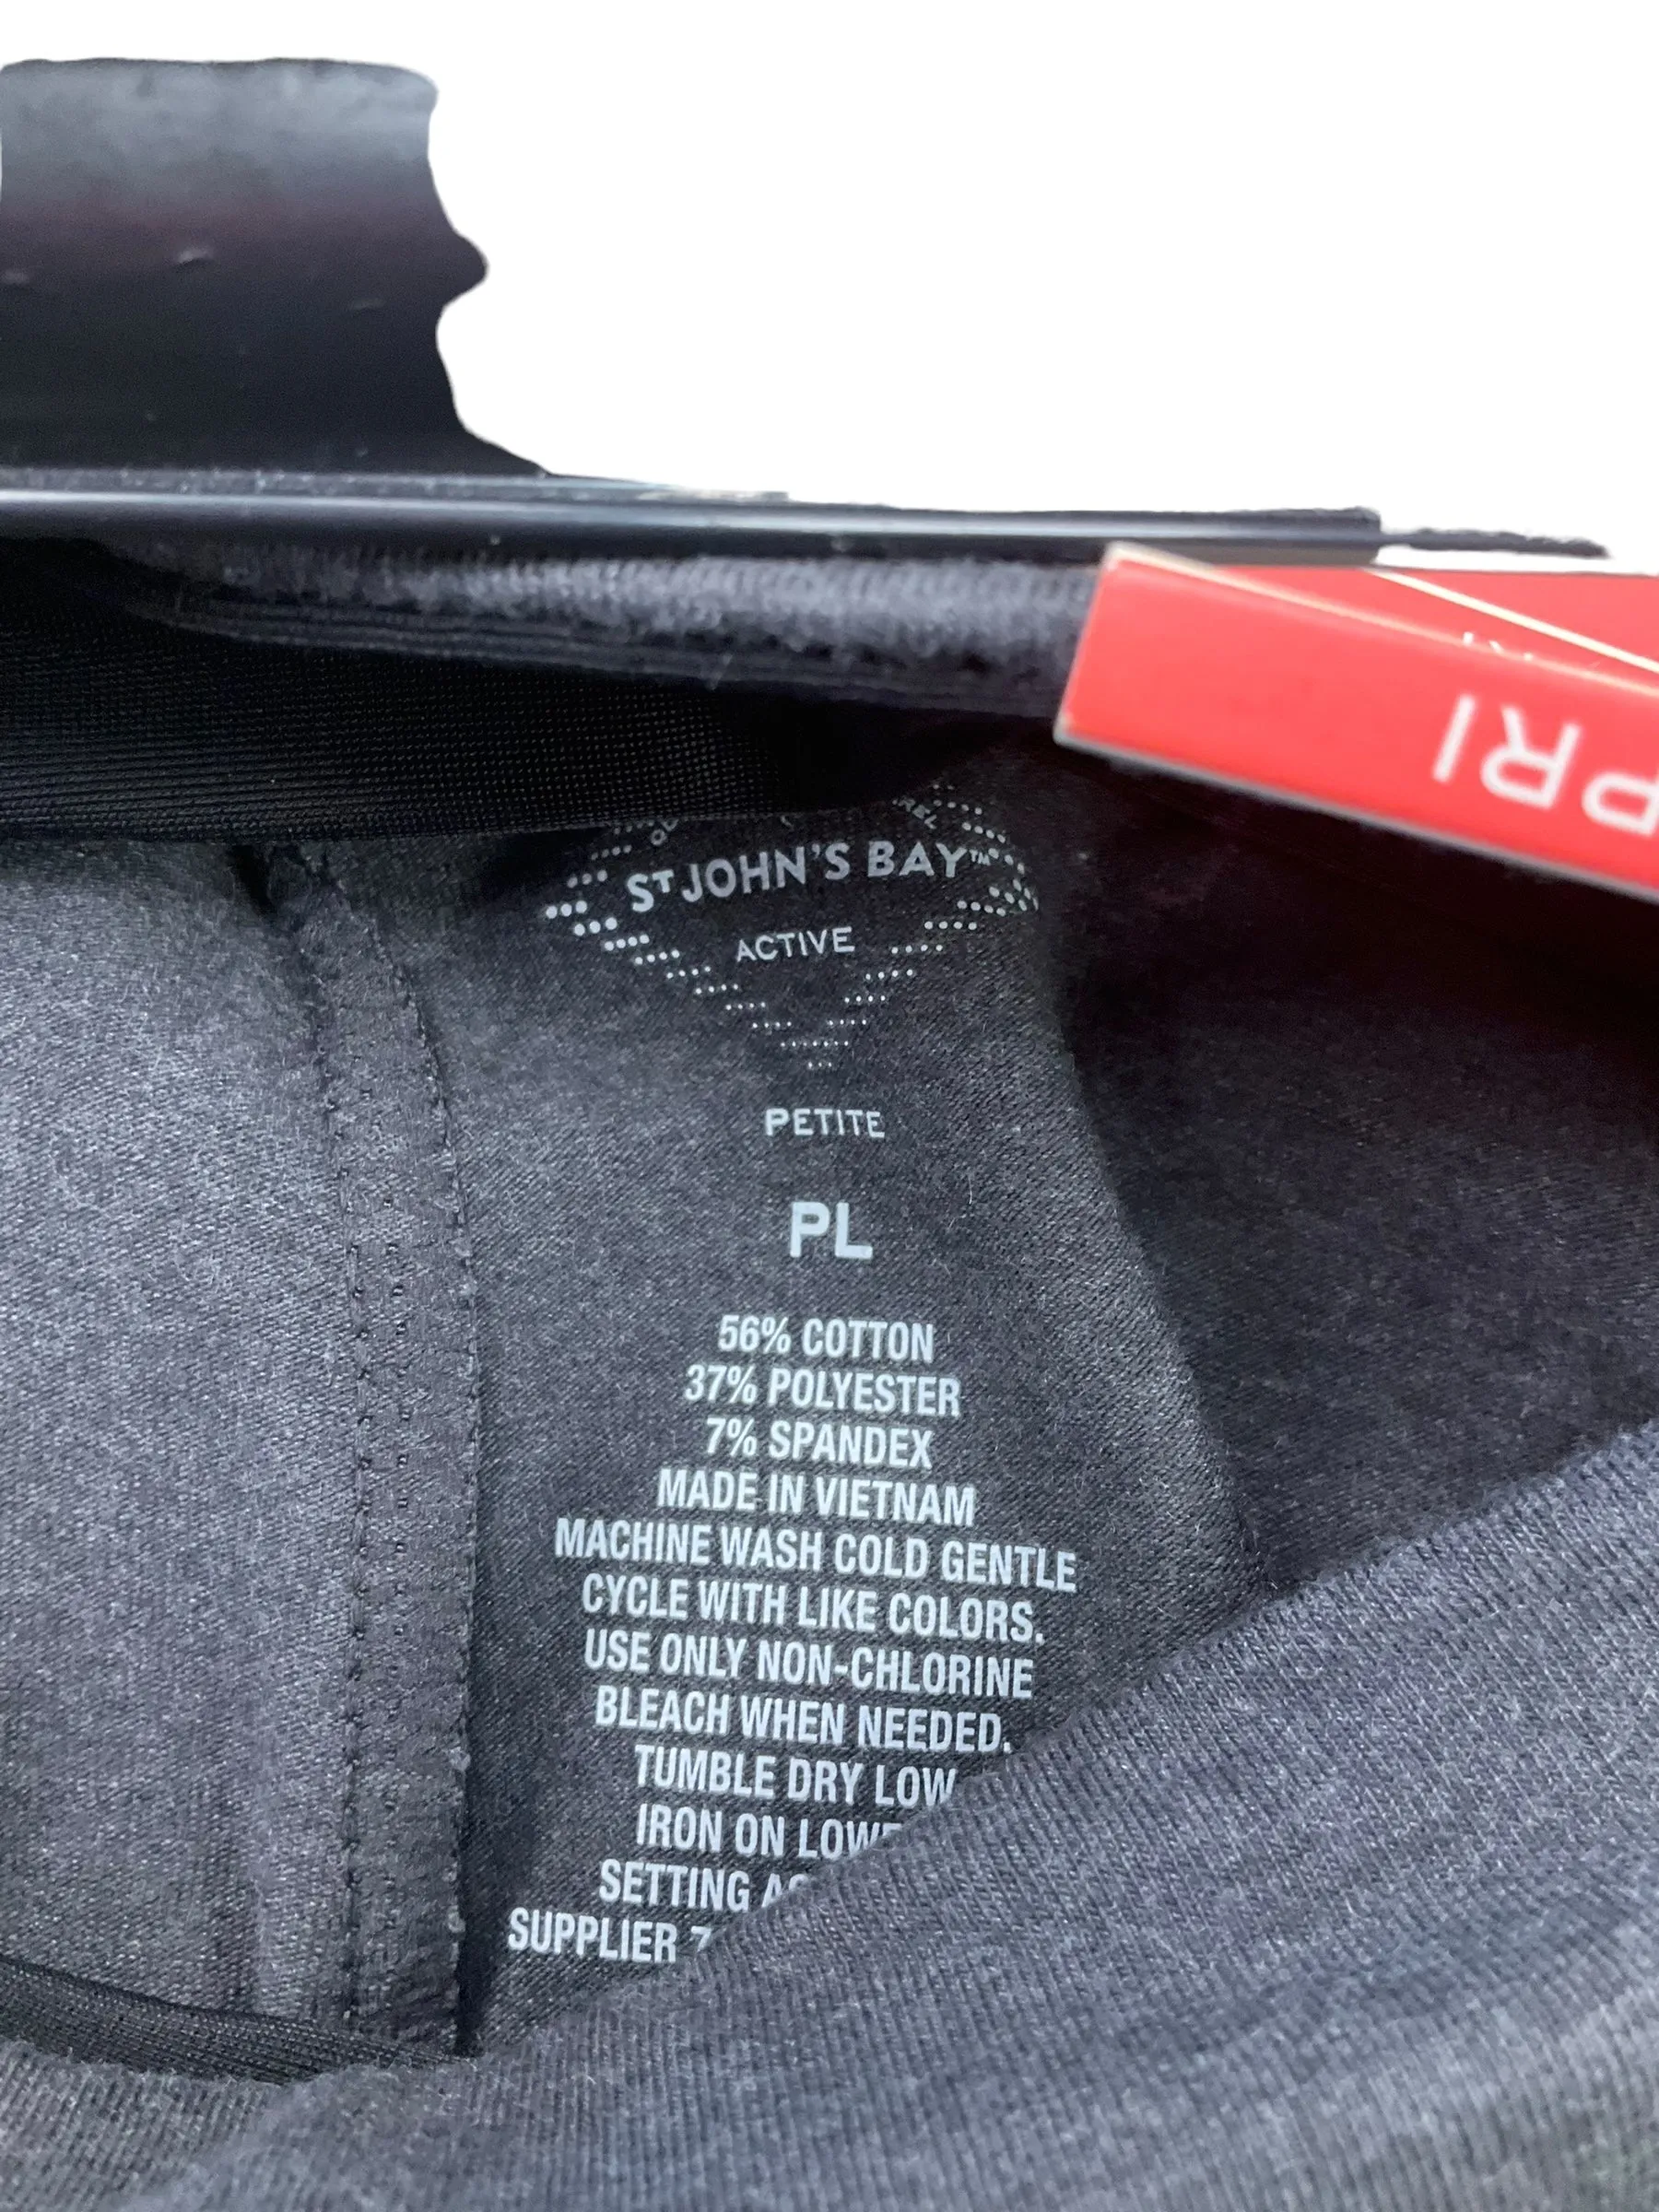 ST JOHN'S BAY™
ACTIVE
PETITE
PL
56% COTTON
37% POLYESTER
7% SPANDEX
MADE IN VIETNAM
MACHINE WASH COLD GENTLE
CYCLE WITH LIKE COLORS.
USE ONLY NON-CHLORINE
BLEACH WHEN NEEDED.
TUMBLE DRY LOW
IRON ON
SETTING
SUPPLIER
PRI